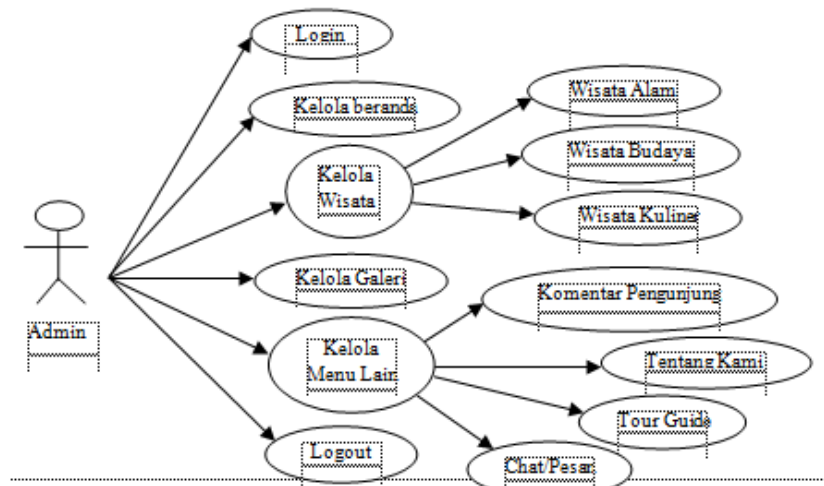 Login
Kelola beranda
Kelola
Wisata
Wisata Alam
Wisata Budaya
Wisata Kuliner
Admin
Kelola Galeri
Kelola
Menu Lain
Komentar Pengunjung
Tentang Kami
Tour Guide
Chat/Pesan
Logout